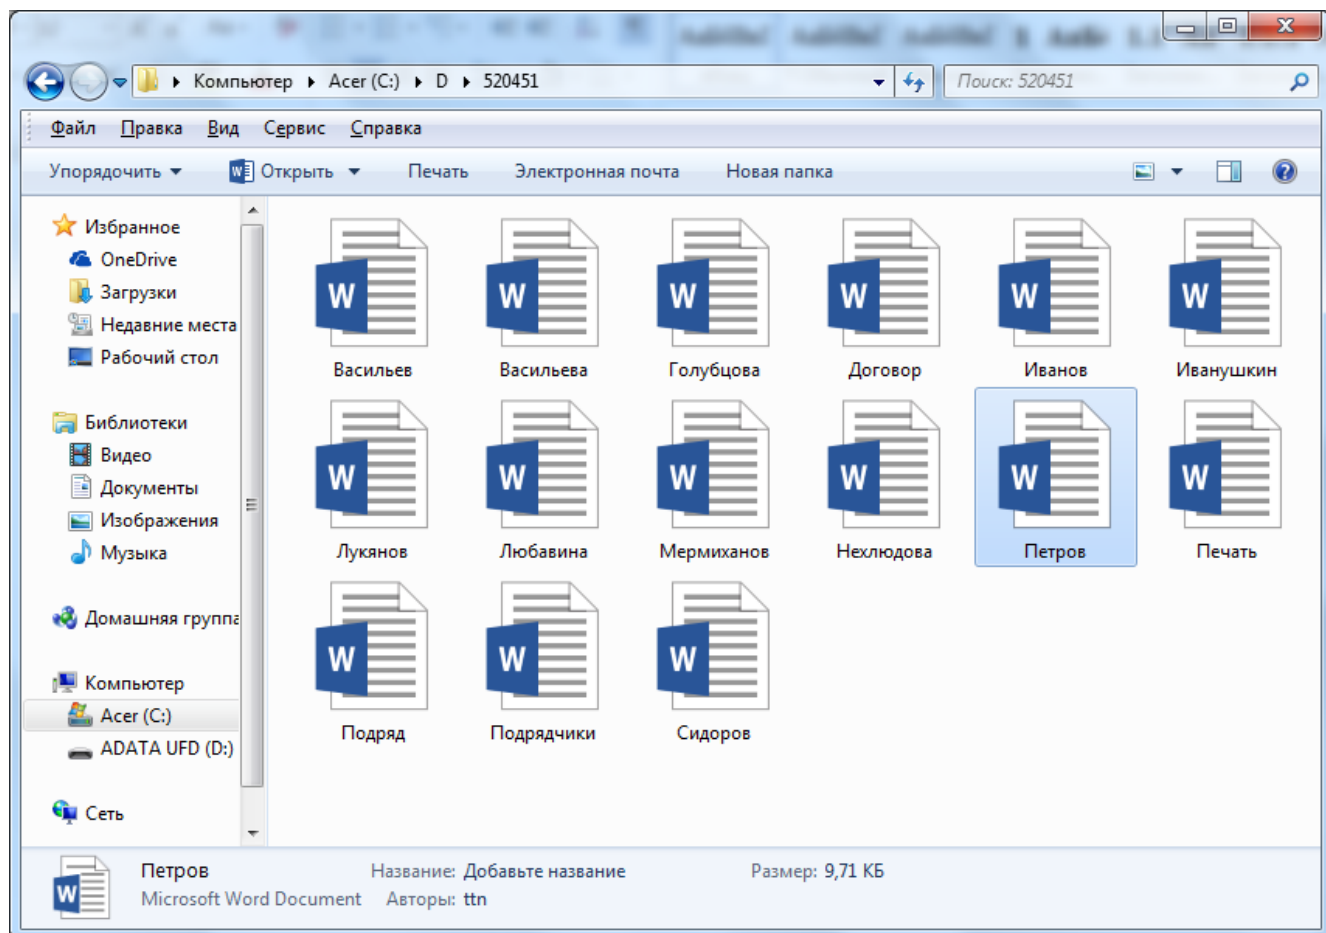 Компьютер ▸ Acer (C:) ▸ D ▸ 520451
Поиск: 520451
Файл Правка Вид Сервис Справка
Упорядочить Открыть Печать Электронная почта Новая папка
Избранное
OneDrive
Загрузки
Недавние места
Рабочий стол
Библиотеки
Видео
Документы
Изображения
Музыка
Домашняя группа
Компьютер
Acer (C:)
ADATA UFD (D:)
Сеть
Васильев Васильева Голубцова Договор Иванов Иванушкин
Лукянов Любавина Мермиханов Нехлюдова Петров Печать
Подряд Подрядчики Сидоров
Петров Название: Добавьте название Размер: 9,71 КБ
Microsoft Word Document Авторы: ttn